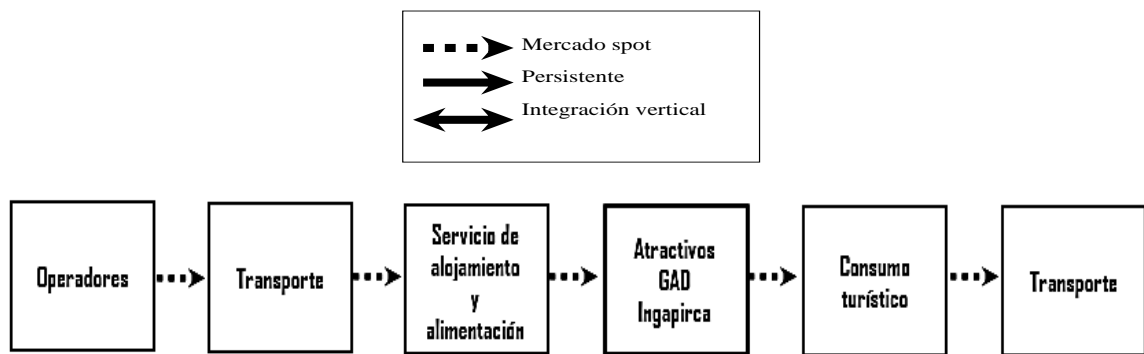 Mercado spot
Persistente
Integración vertical
Operadores
Transporte
Servicio de
alojamiento
y
alimentación
Atractivos
GAD
Ingapirca
Consumo
turístico
Transporte